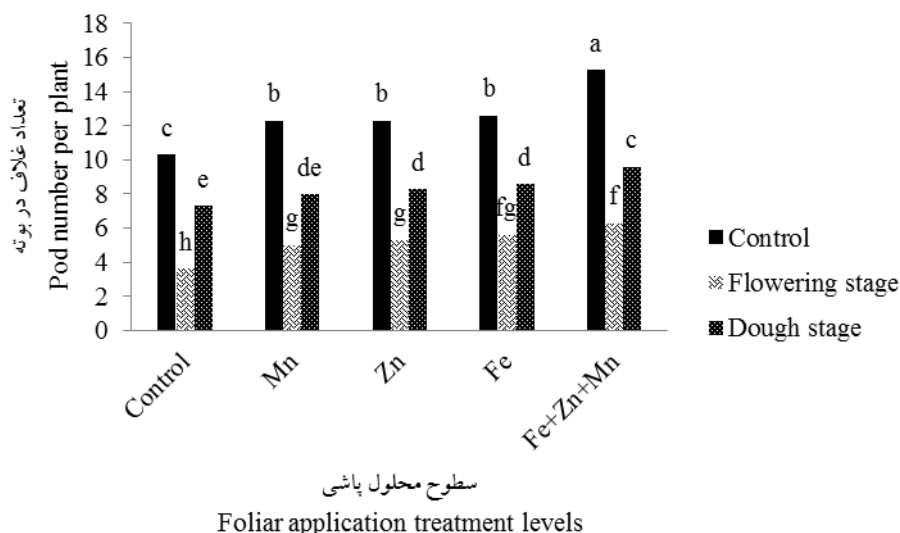 تعداد غلاف در بوته
Pod number per plant
18
16
14
12
10
8
6
4
2
0
c
h
e
b
g
de
b
g
d
b
fg
d
a
f
c
Control
Mn
Zn
Fe
Fe+Zn+Mn
Control
Flowering stage
Dough stage
سطوح محلول پاشی
Foliar application treatment levels